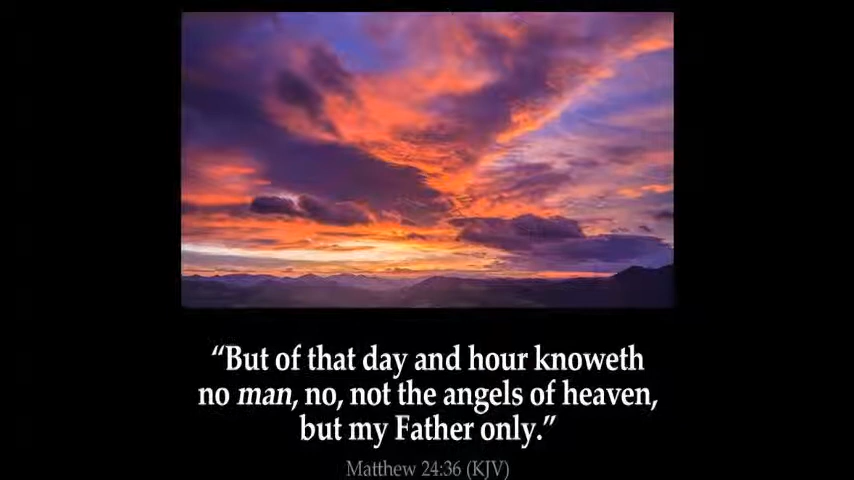 “But of that day and hour knoweth
no man, no, not the angels of heaven,
but my Father only.”
Matthew 24:36 (KJV)